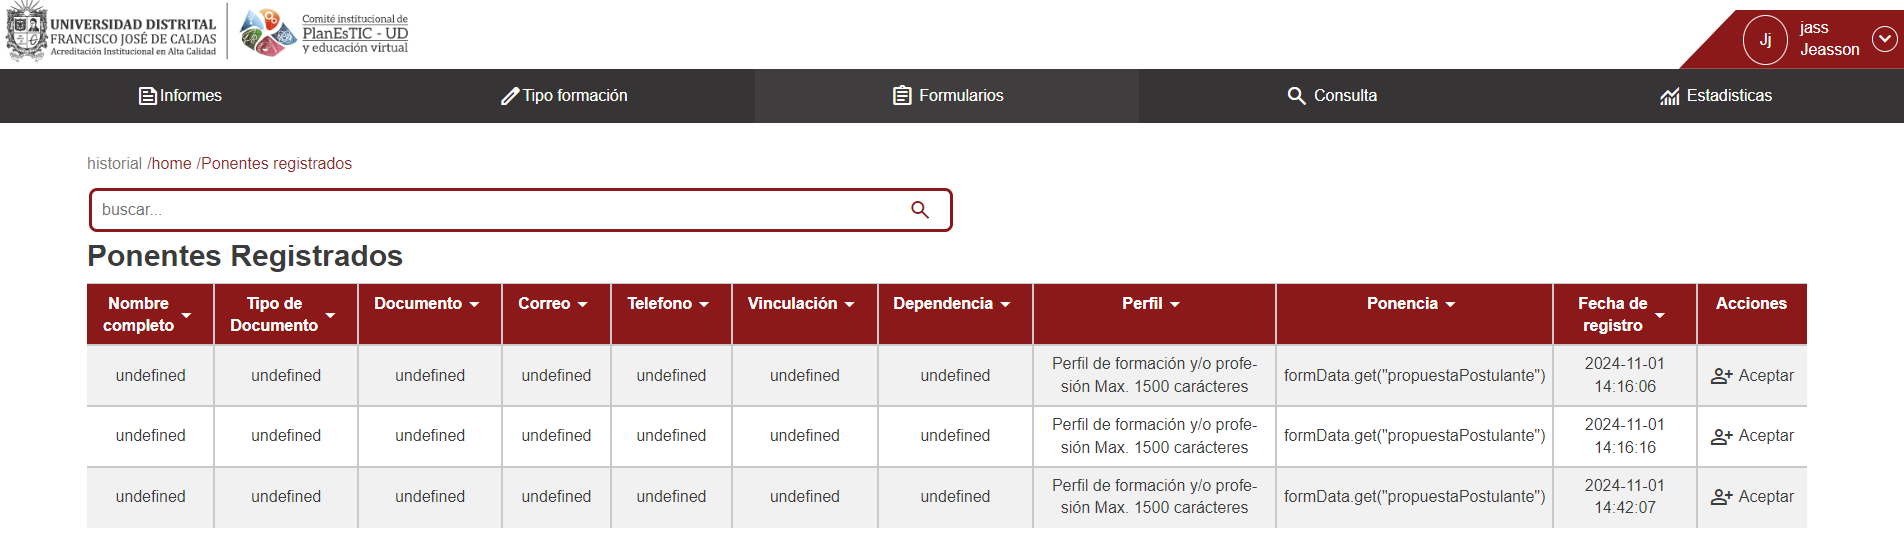 UNIVERSIDAD DISTRITAL
FRANCISCO JOSÉ DE CALDAS
Acreditación Institucional en Alta Calidad
Comité institucional de
PlanEsTIC - UD
y educación virtual
Jj
jass
Jeasson
Informes
Tipo formación
Formularios
Consulta
Estadisticas
historial /home /Ponentes registrados
buscar...
Ponentes Registrados
Nombre completo Tipo de Documento Documento Correo Telefono Vinculación Dependencia Perfil Ponencia Fecha de registro Acciones
undefined undefined undefined undefined undefined undefined undefined Perfil de formación y/o profe-
sión Max. 1500 carácteres formData.get("propuestaPostulante") 2024-11-01
14:16:06 Aceptar
undefined undefined undefined undefined undefined undefined undefined Perfil de formación y/o profe-
sión Max. 1500 carácteres formData.get("propuestaPostulante") 2024-11-01
14:16:16 Aceptar
undefined undefined undefined undefined undefined undefined undefined Perfil de formación y/o profe-
sión Max. 1500 carácteres formData.get("propuestaPostulante") 2024-11-01
14:42:07 Aceptar